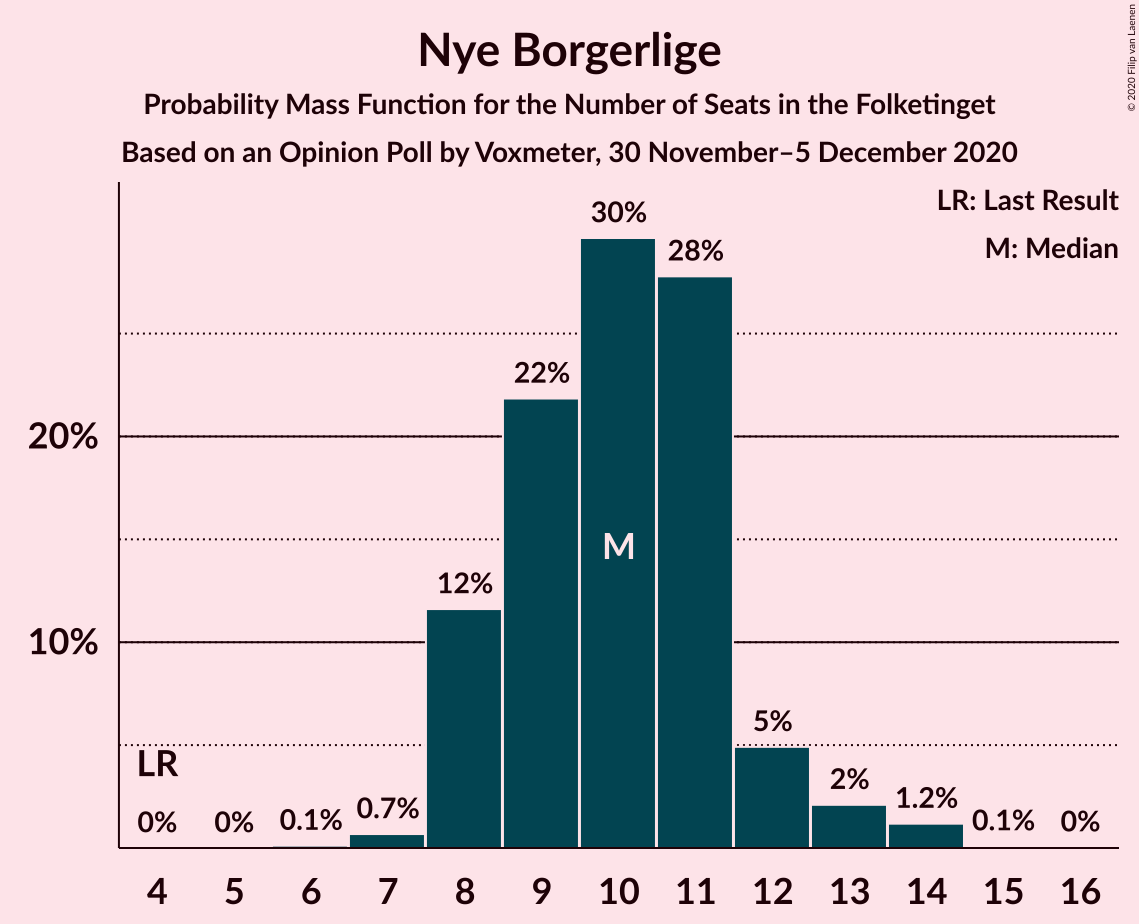 Nye Borgerlige
Probability Mass Function for the Number of Seats in the Folketinget
Based on an Opinion Poll by Voxmeter, 30 November–5 December 2020
© 2020 Filip van Laenen
LR: Last Result
M: Median
30%
28%
22%
20%
M
12%
10%
5%
LR
2%
1.2%
0.7%
0.1%
0.1%
0%
0%
0%
4 5 6 7 8 9 10 11 12 13 14 15 16